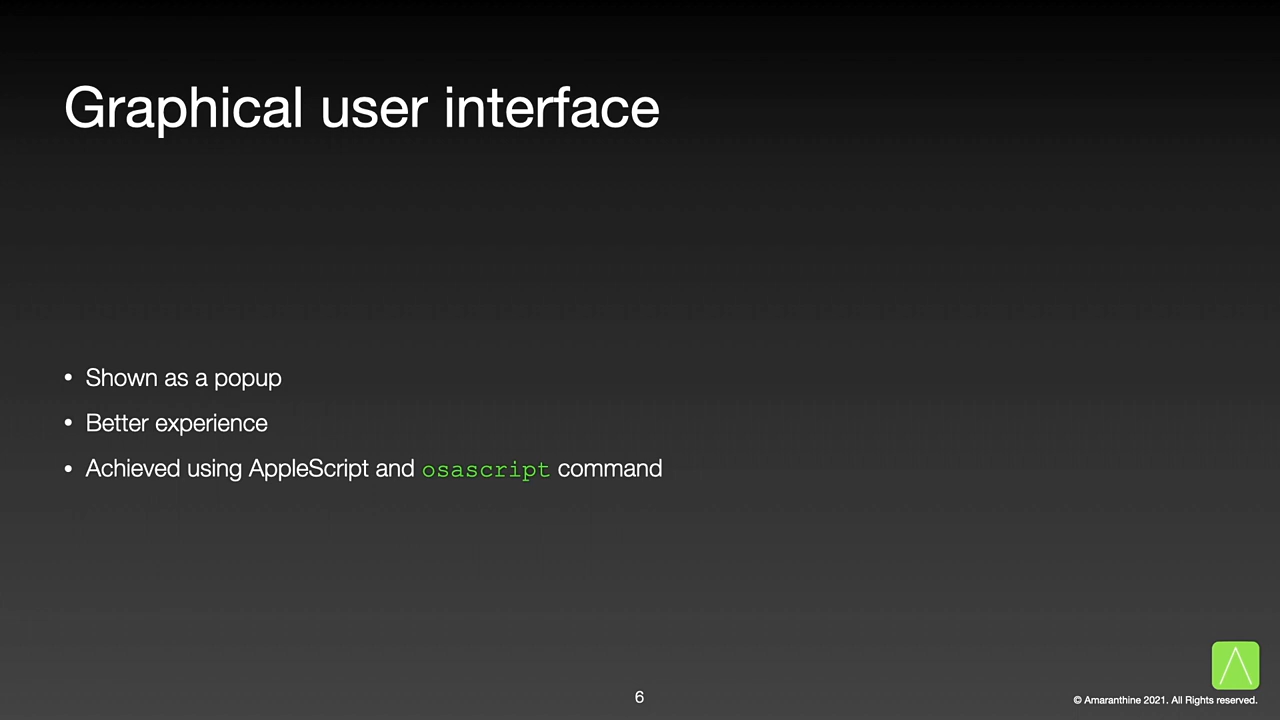 Graphical user interface
• Shown as a popup
• Better experience
• Achieved using AppleScript and osascript command
6
© Amaranthine 2021. All Rights reserved.